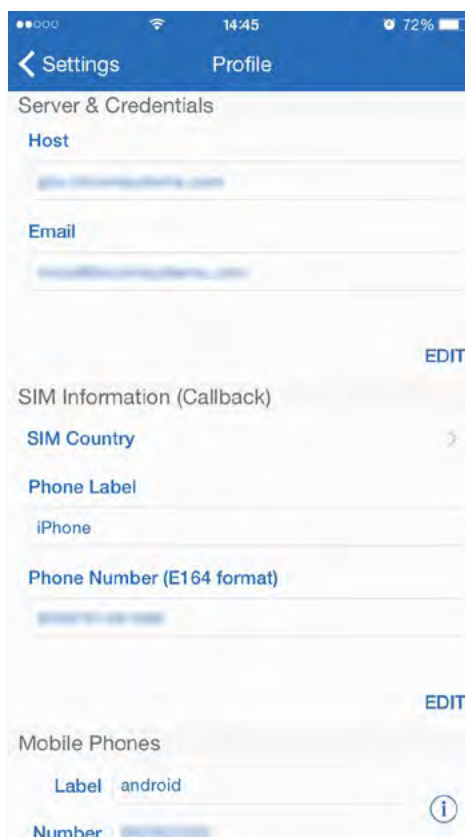 14:45
72%
Settings
Profile
Server & Credentials
Host
Email
EDIT
SIM Information (Callback)
SIM Country
Phone Label
iPhone
Phone Number (E164 format)
EDIT
Mobile Phones
Label android
Number